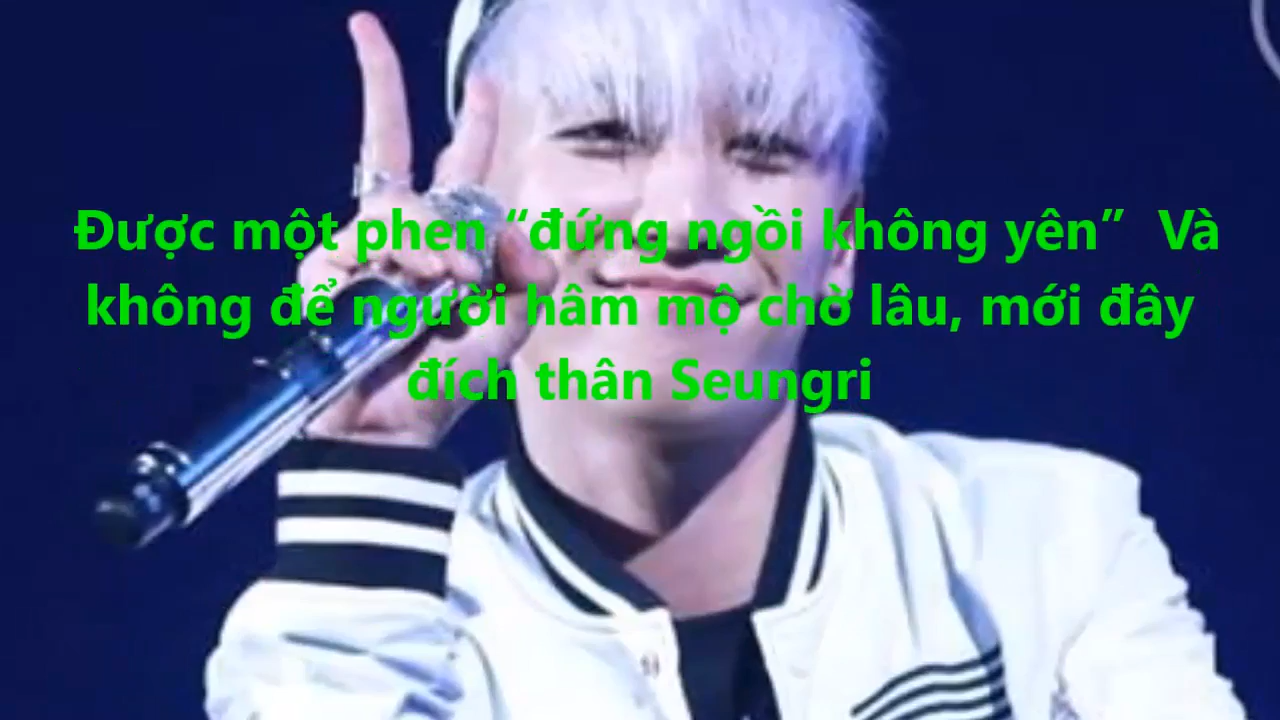 Được một phen “đứng ngồi không yên”  Và
không để người hâm mộ chờ lâu, mới đây
đích thân Seungri